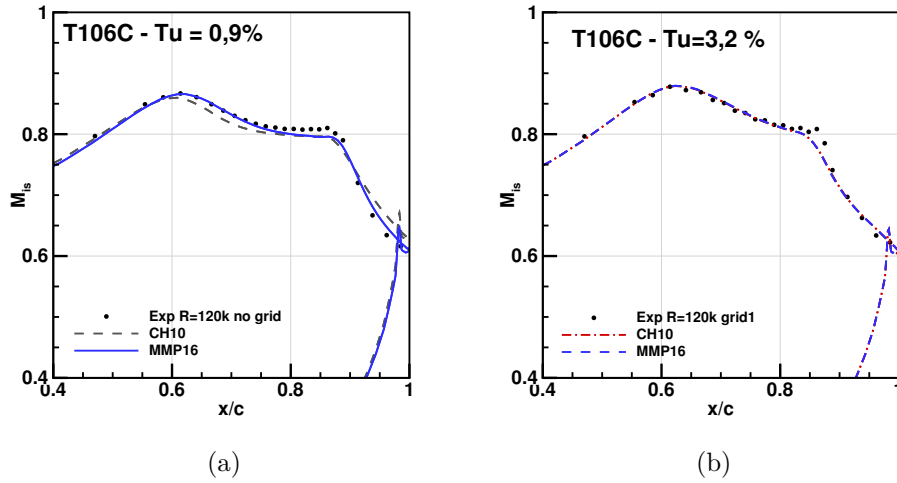 T106C - Tu = 0,9%
1
0.8
0.6
0.4
M_is
Exp R=120k no grid
CH10
MMP16
0.4 0.6 0.8 1
x/c
(a)
T106C - Tu=3,2 %
1
0.8
0.6
0.4
M_is
Exp R=120k grid1
CH10
MMP16
0.4 0.6 0.8 1
x/c
(b)